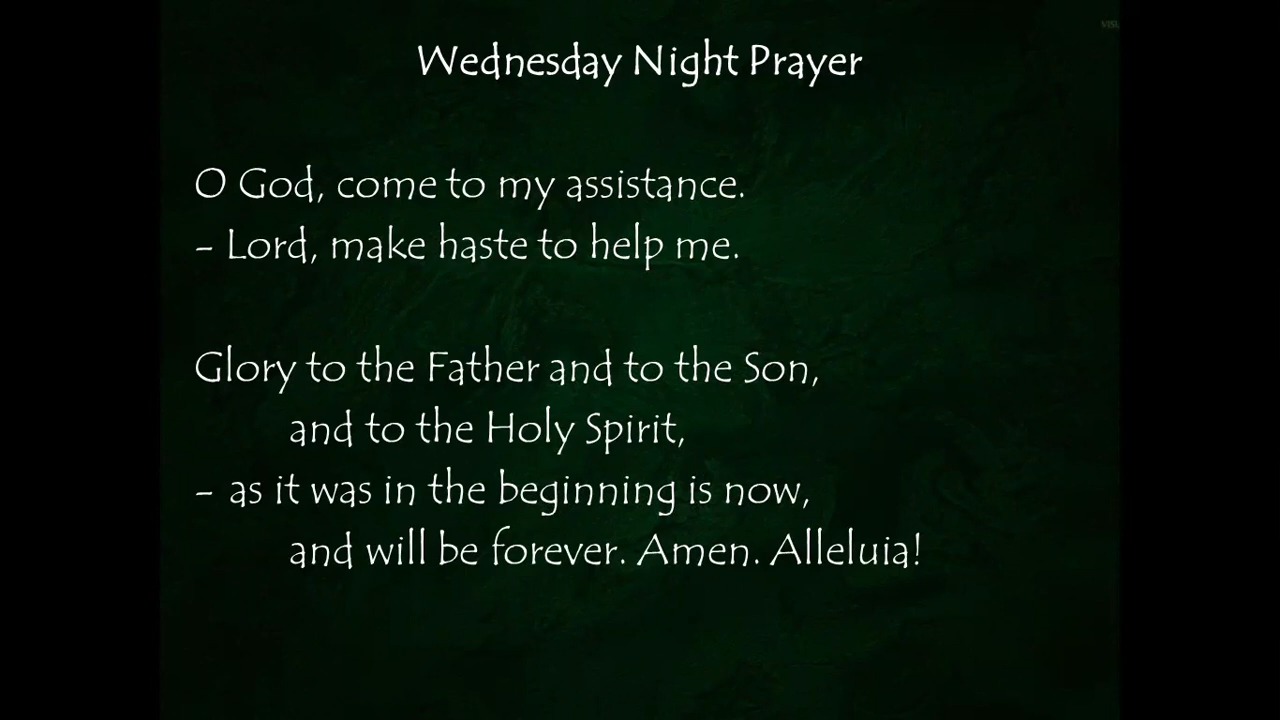 Wednesday Night Prayer
O God, come to my assistance.
- Lord, make haste to help me.
Glory to the Father and to the Son,
and to the Holy Spirit,
- as it was in the beginning is now,
and will be forever. Amen. Alleluia!